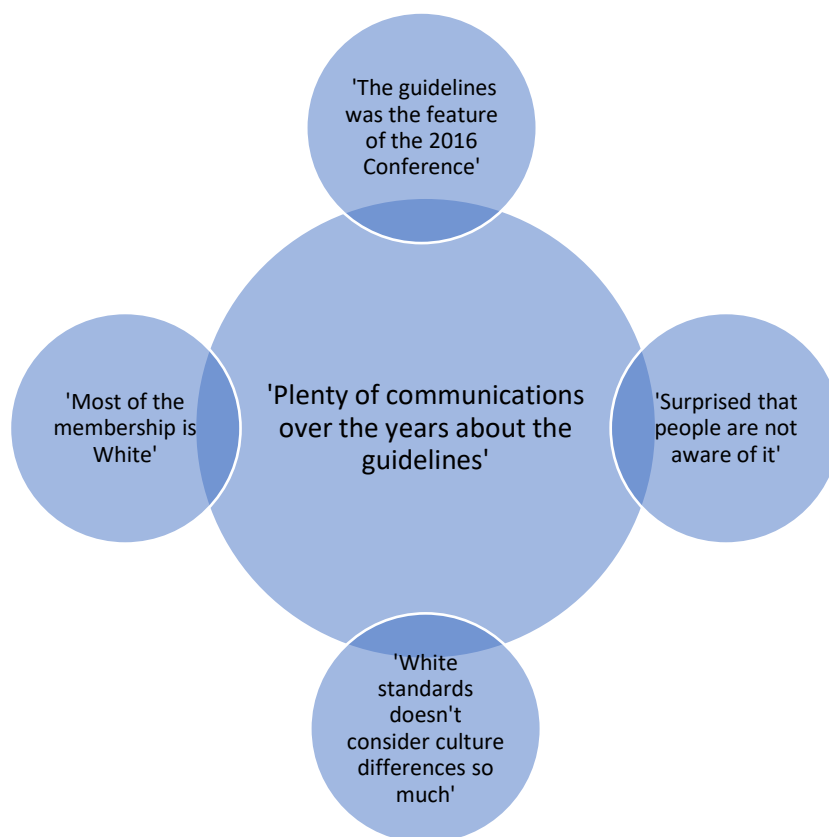 'The guidelines
was the feature
of the 2016
Conference'
'Most of the
membership is
White'
'Plenty of communications
over the years about the
guidelines'
'Surprised that
people are not
aware of it'
'White
standards
doesn't
consider culture
differences so
much'